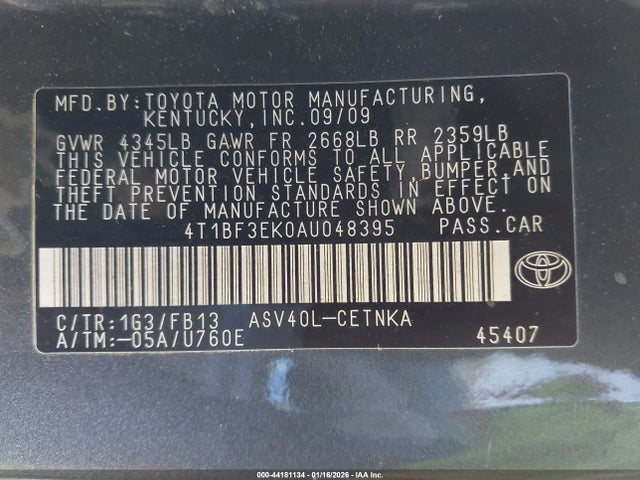 MFD.BY:TOYOTA MOTOR MANUFACTURING,
KENTUCKY,INC.09/09
GVWR 4345LB GAWR FR 2668LB RR 2359LB
THIS VEHICLE CONFORMS TO ALL APPLICABLE
FEDERAL MOTOR VEHICLE SAFETY,BUMPER,AND
THEFT PREVENTION STANDARDS IN EFFECT ON
THE DATE OF MANUFACTURE SHOWN ABOVE.
4T1BF3EK0AU048395 PASS.CAR
C/TR:1G3/FB13 ASV40L-CETNKA
A/TM:-05A/U760E 45407
000-44181134 - 01/16/2026 - IAA Inc.